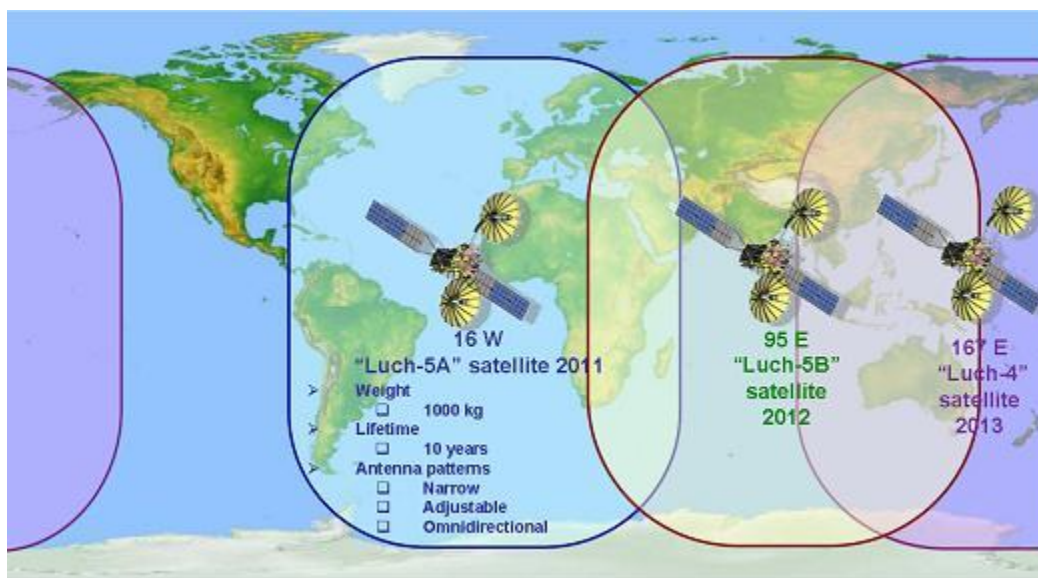 16 W
“Luch-5A” satellite 2011
➢ Weight
❑ 1000 kg
➢ Lifetime
❑ 10 years
➢ Antenna patterns
❑ Narrow
❑ Adjustable
❑ Omnidirectional
95 E
“Luch-5B”
satellite
2012
167 E
“Luch-4”
satellite
2013